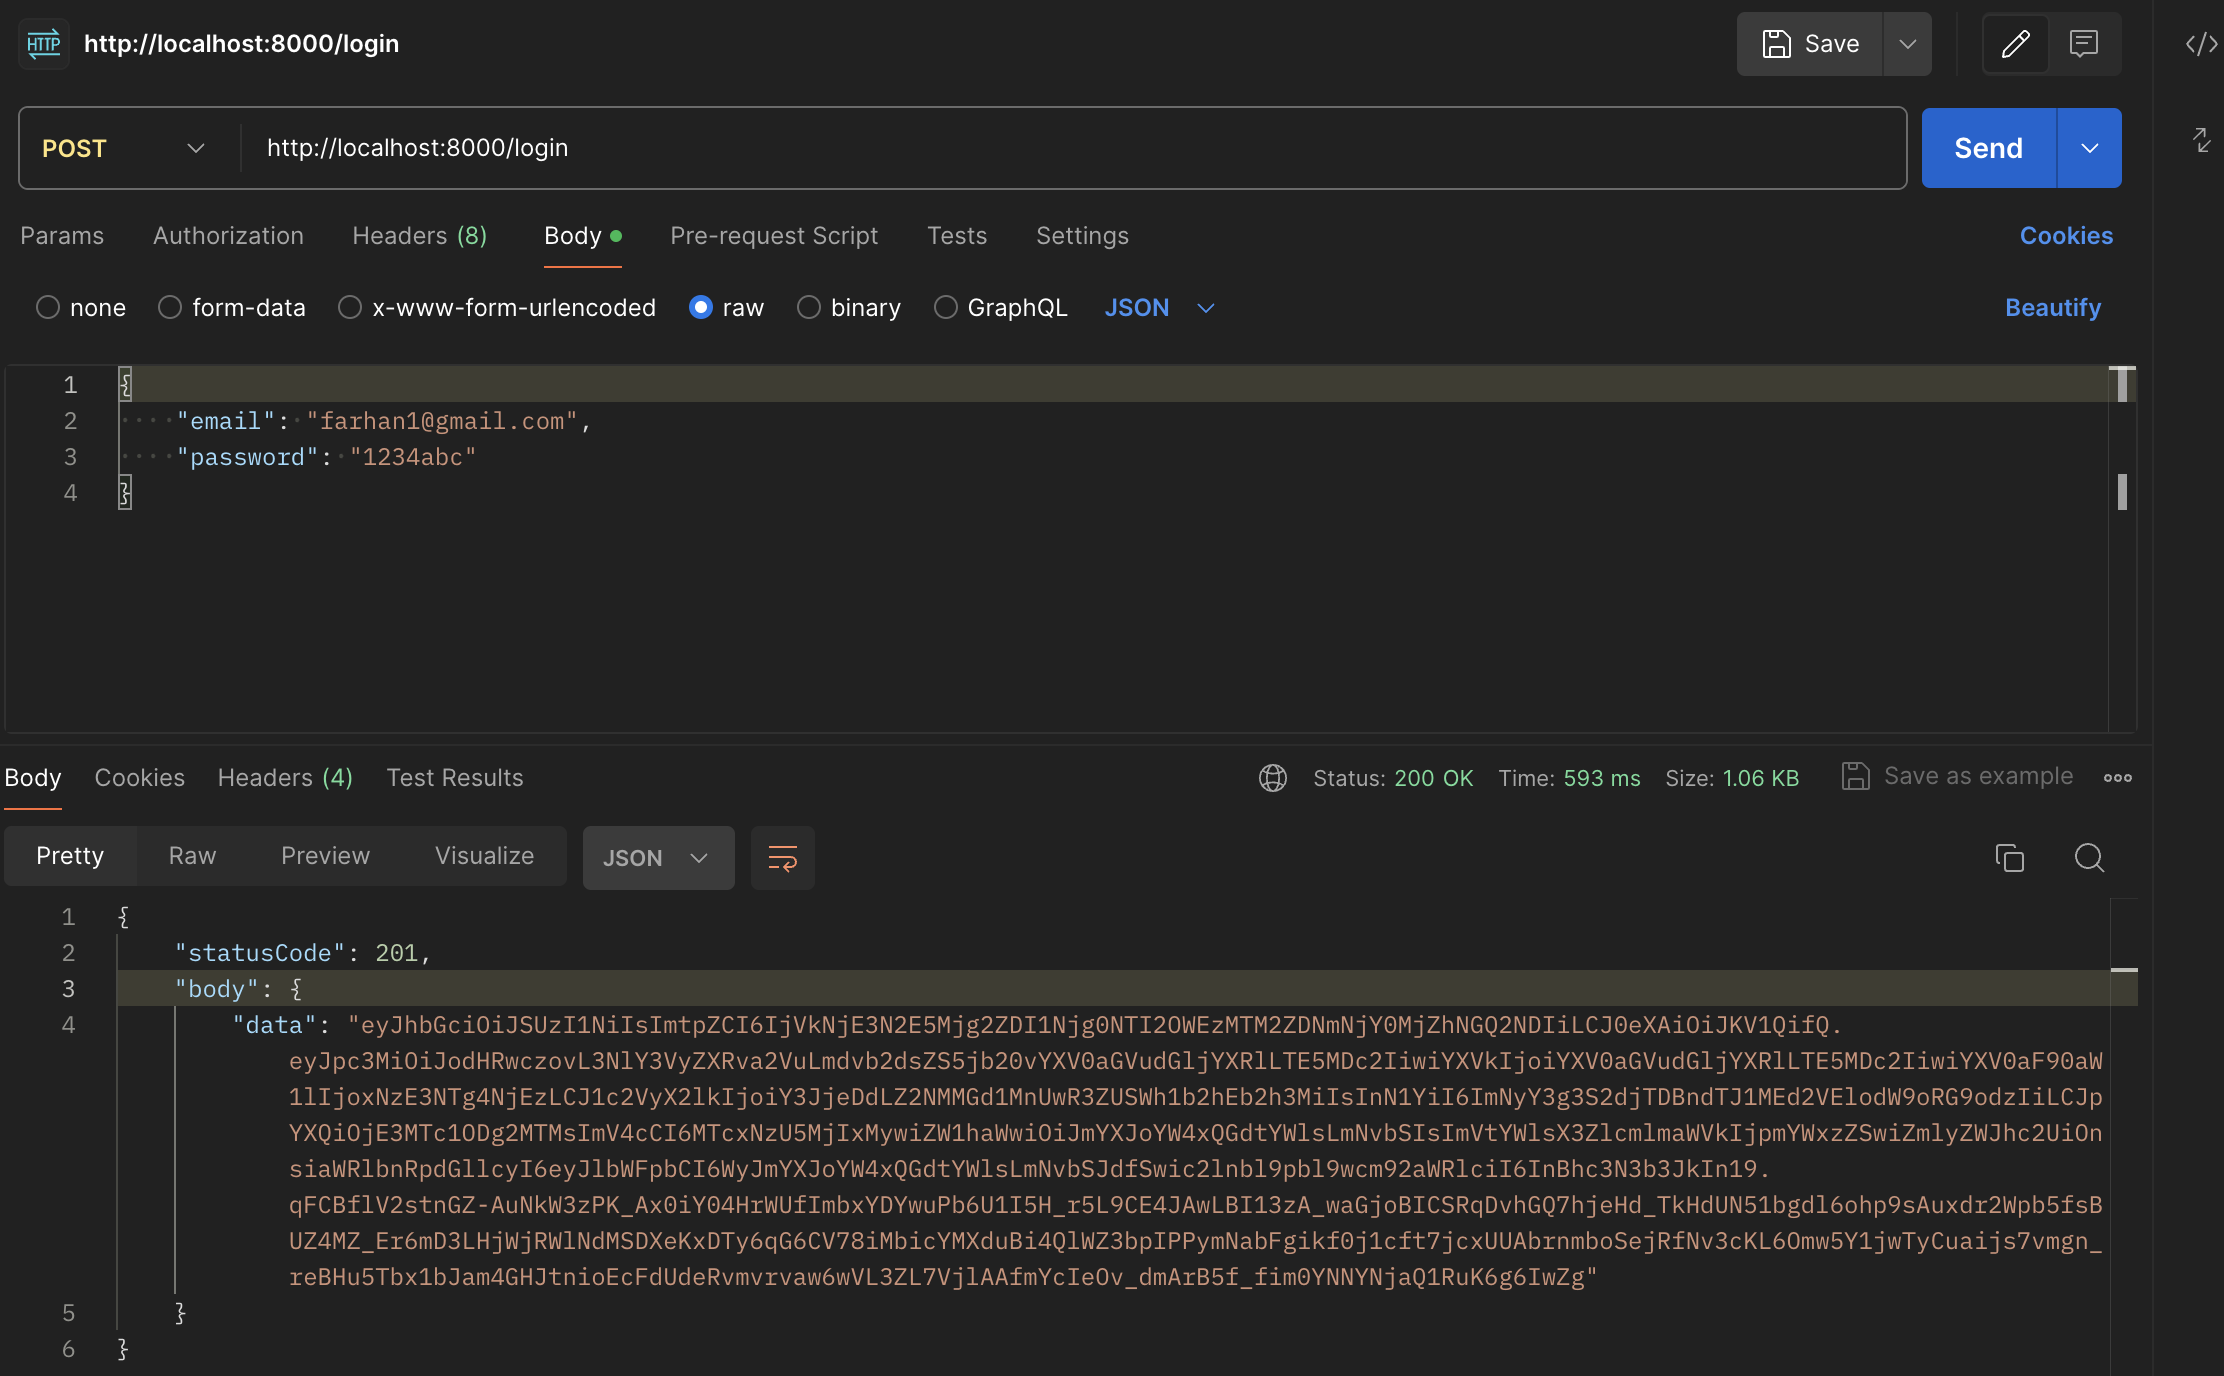 HTTP http://localhost:8000/login Save
POST http://localhost:8000/login Send
Params Authorization Headers (8) Body Pre-request Script Tests Settings Cookies
none form-data x-www-form-urlencoded raw binary GraphQL JSON Beautify
1 {
2 "email": "farhan1@gmail.com",
3 "password": "1234abc"
4 }
Body Cookies Headers (4) Test Results Status: 200 OK Time: 593 ms Size: 1.06 KB Save as example
Pretty Raw Preview Visualize JSON
1 {
2 "statusCode": 201,
3 "body": {
4 "data": "eyJhbGciOiJSUzI1NiIsImtpZCI6IjVkNjE3N2E5Mjg2ZDI1Njg0NTI2OWEzMTM2ZDNmNjY0MjZhNGQ2NDIiLCJ0eXAiOiJKV1QifQ.
eyJpc3MiOiJodHRwczovL3NlY3VyZXRva2VuLmdvb2dsZS5jb20vYXV0aGVudGljYXRlLTE5MDc2IiwiYXVkIjoiYXV0aGVudGljYXRlLTE5MDc2IiwiYXV0aF90aW
1lIjoxNzE3NTg4NjEzLCJ1c2VyX2lkIjoiY3JjeDdLZ2NMMGd1MnUwR3ZUSWh1b2hEb2h3MiIsInN1YiI6ImNyY3g3S2djTDBndTJ1MEd2VElodW9oRG9odzIiLCJp
YXQiOjE3MTc1ODg2MTMsImV4cCI6MTcxNzU5MjIxMywiZW1haWwiOiJmYXJoYW4xQGdtYWlsLmNvbSIsImVtYWlsX3ZlcmlmaWVkIjpmYWxzZSwiZmlyZWJhc2UiOn
siaWRlbnRpdGllcyI6eyJlbWFpbCI6WyJmYXJoYW4xQGdtYWlsLmNvbSJdfSwic2lnbl9pbl9wcm92aWRlciI6InBhc3N3b3JkIn19.
qFCBflV2stnGZ-AuNkW3zPK_Ax0iY04HrWUfImbxYDYwuPb6U1I5H_r5L9CE4JAwLBI13zA_waGjoBICSRqDvhGQ7hjeHd_TkHdUN51bgdl6ohp9sAuxdr2Wpb5fsB
UZ4MZ_Er6mD3LHjWjRWlNdMSDXeKxDTy6qG6CV78iMbicYMXduBi4QlWZ3bpIPPymNabFgikf0j1cft7jcxUUAbrnmboSejRfNv3cKL6Omw5Y1jwTyCuaijs7vmgn_
reBHu5Tbx1bJam4GHJtnioEcFdUdeRvmvrvaw6wVL3ZL7VjlAAfmYcIeOv_dmArB5f_fim0YNNYNjaQ1RuK6g6IwZg"
5 }
6 }